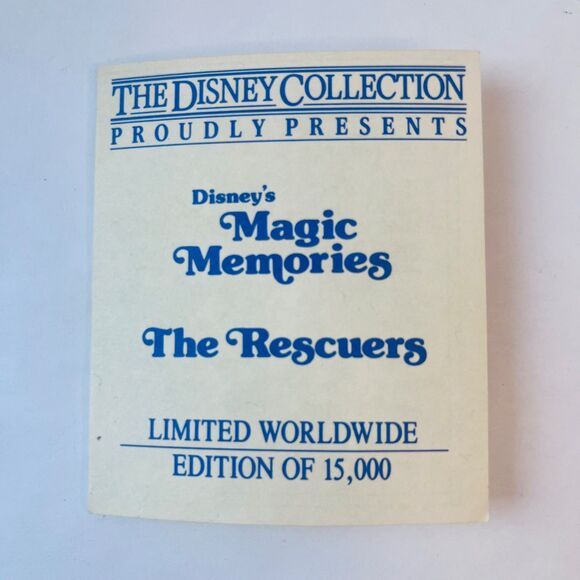 THE DISNEY COLLECTION
PROUDLY PRESENTS
Disney's
Magic
Memories
The Rescuers
LIMITED WORLDWIDE
EDITION OF 15,000